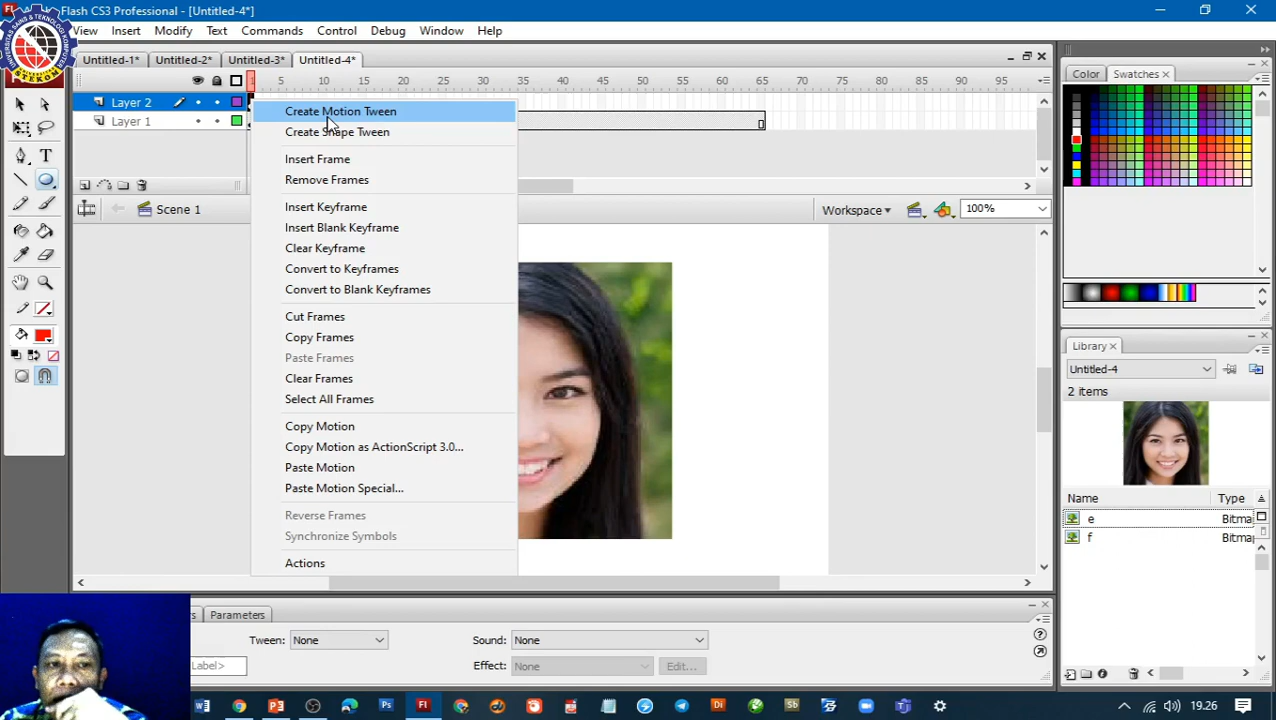 Flash CS3 Professional - [Untitled-4*]
View Insert Modify Text Commands Control Debug Window Help
Untitled-1* Untitled-2* Untitled-3* Untitled-4*
5 20 25 30 35 40 45 50 55 60 65 70 75 80 85 90 95
Layer 2
Layer 1
Create Motion Tween
Create Shape Tween
Insert Frame
Remove Frames
Insert Keyframe
Insert Blank Keyframe
Clear Keyframe
Convert to Keyframes
Convert to Blank Keyframes
Cut Frames
Copy Frames
Paste Frames
Clear Frames
Select All Frames
Copy Motion
Copy Motion as ActionScript 3.0...
Paste Motion
Paste Motion Special...
Reverse Frames
Synchronize Symbols
Actions
Scene 1
Workspace
100%
Color Swatches
Library
Untitled-4
2 items
Name Type
e Bitma
f Bitma
Parameters
Tween: None
Sound: None
Label>
Effect: None Edit...
19.26